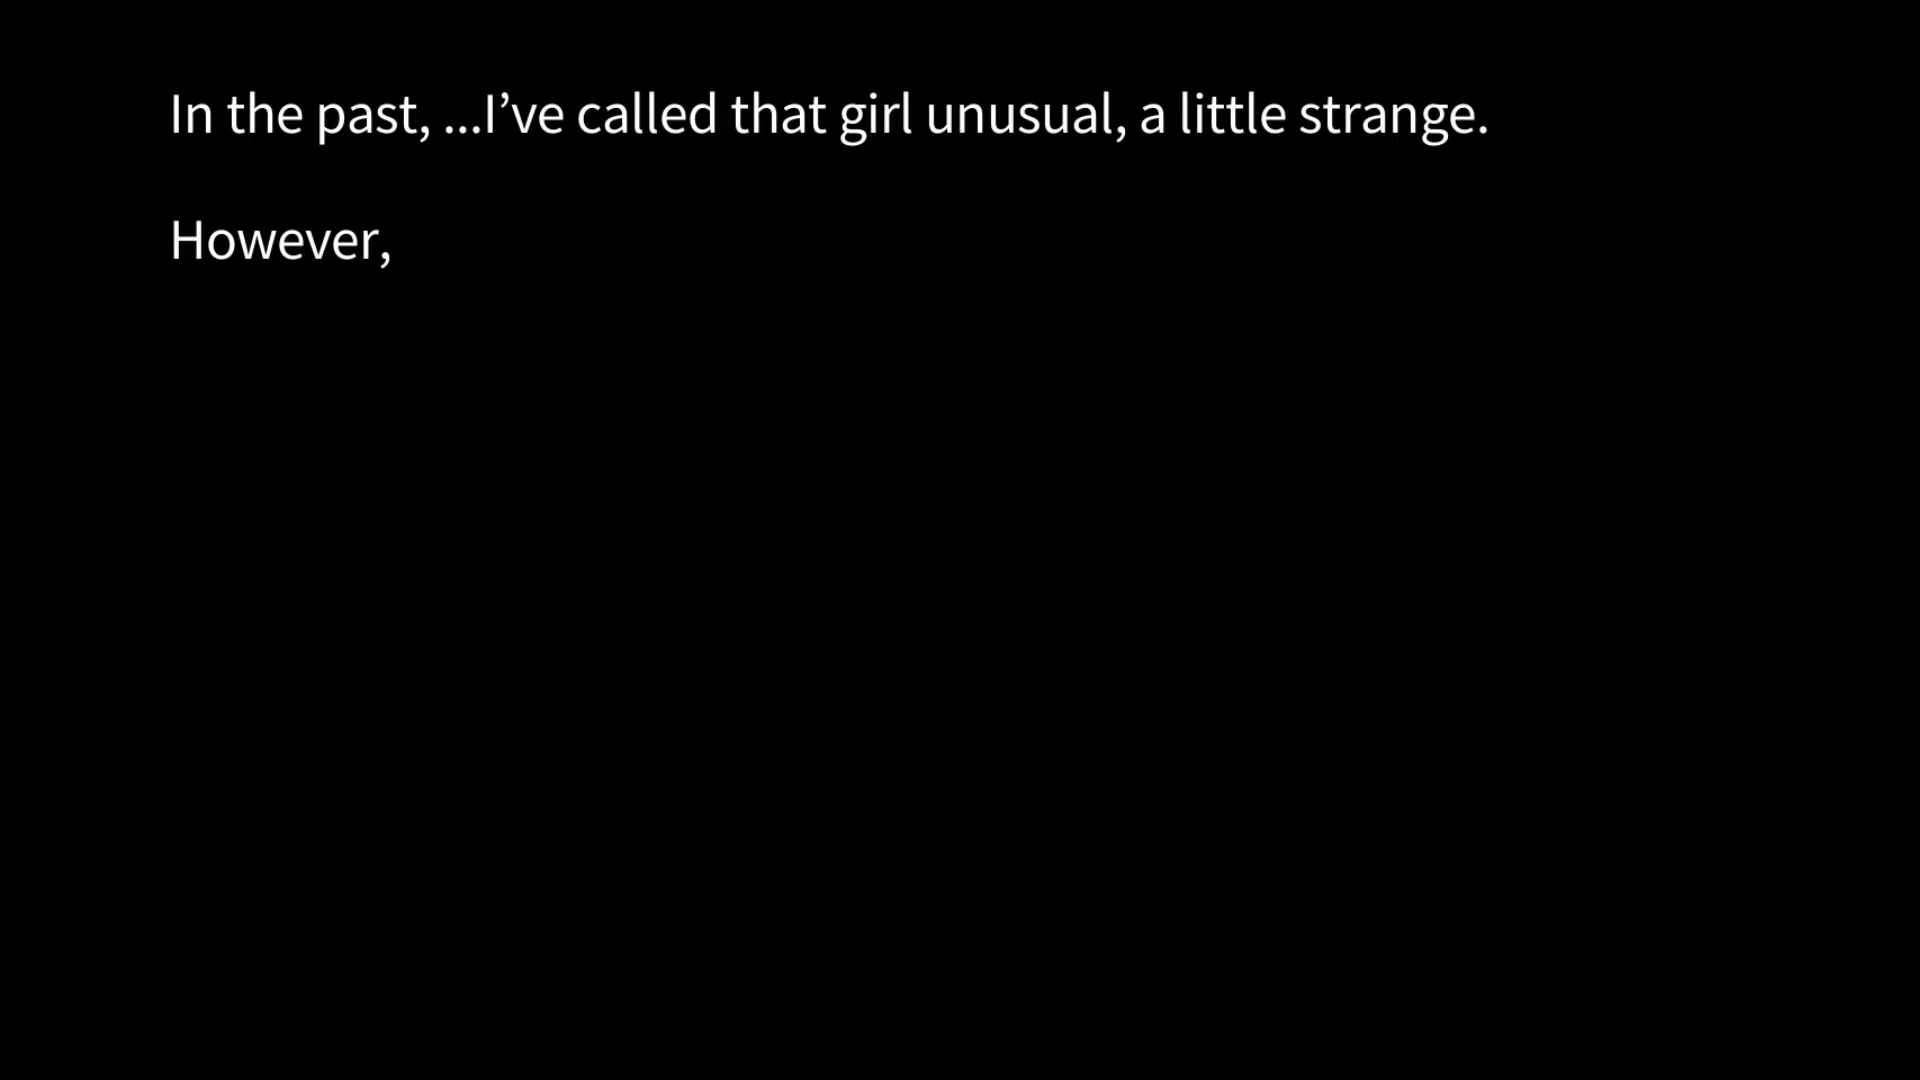 In the past, ...I’ve called that girl unusual, a little strange.
However,